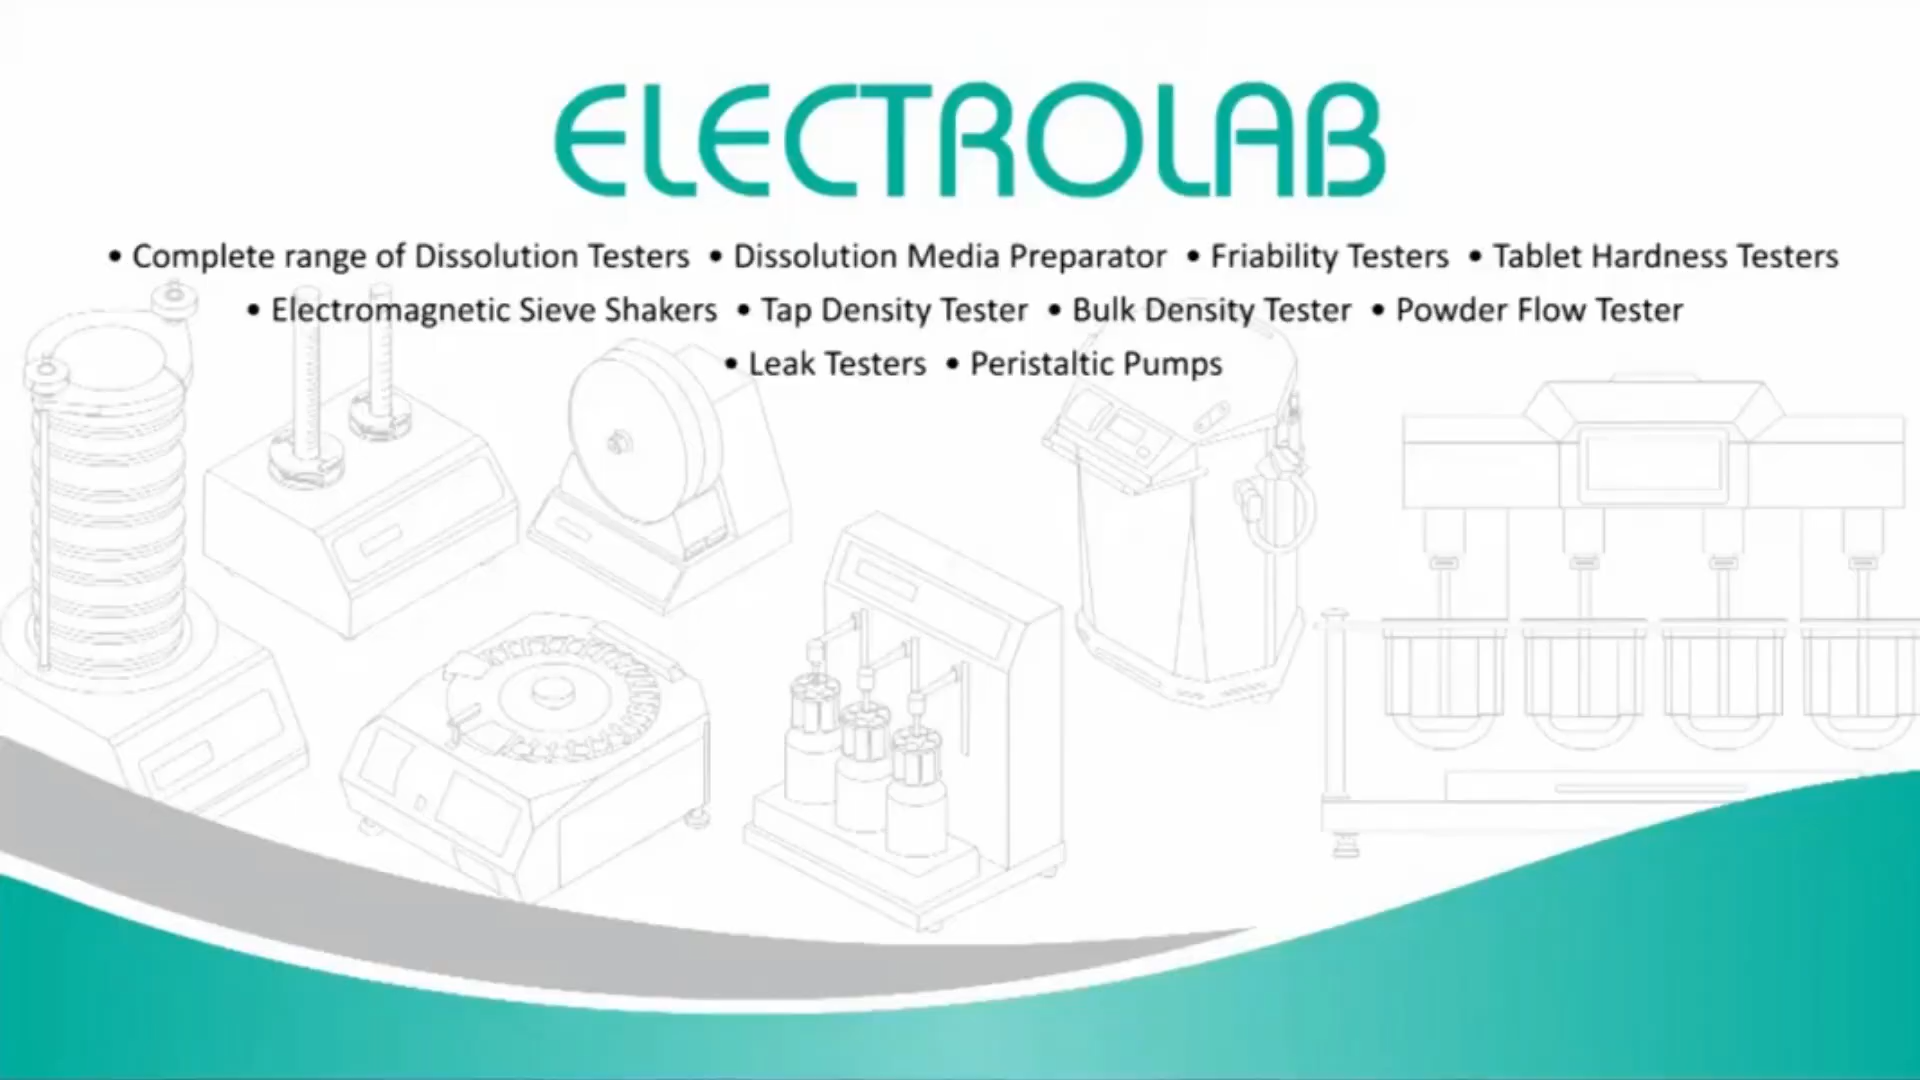 ELECTROLAB
• Complete range of Dissolution Testers • Dissolution Media Preparator • Friability Testers • Tablet Hardness Testers
• Electromagnetic Sieve Shakers • Tap Density Tester • Bulk Density Tester • Powder Flow Tester
• Leak Testers • Peristaltic Pumps